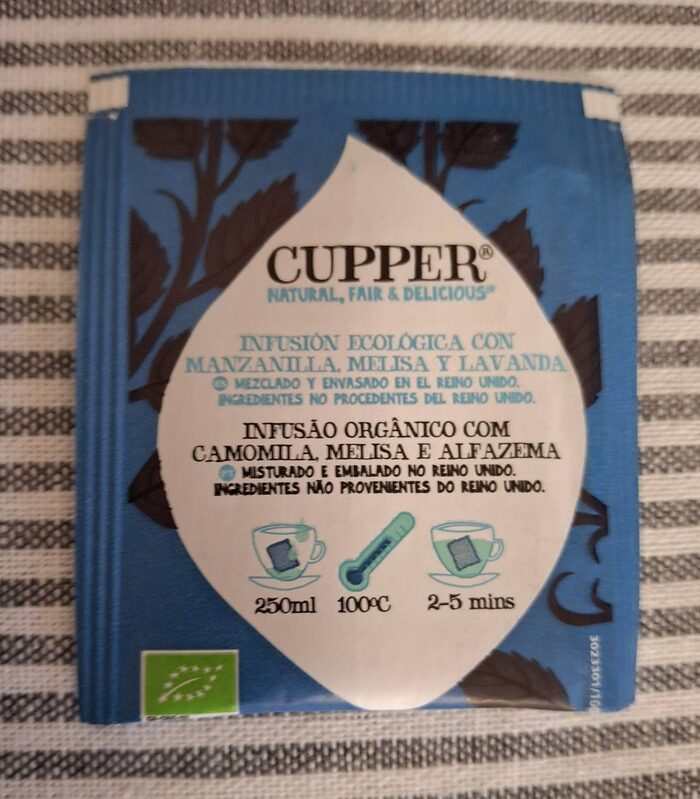 CUPPER®
NATURAL, FAIR & DELICIOUS®
INFUSIÓN ECOLÓGICA CON
MANZANILLA, MELISA Y LAVANDA
ES MEZCLADO Y ENVASADO EN EL REINO UNIDO.
INGREDIENTES NO PROCEDENTES DEL REINO UNIDO.
INFUSÃO ORGÂNICO COM
CAMOMILA, MELISA E ALFAZEMA
MISTURADO E EMBALADO NO REINO UNIDO.
INGREDIENTES NÃO PROVENIENTES DO REINO UNIDO.
250ml 100ºC 2-5 mins